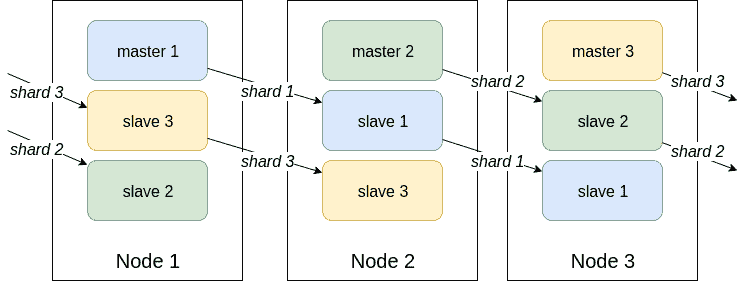 master 1
master 2
master 3
shard 3
shard 1
shard 2
shard 3
slave 3
slave 1
slave 2
shard 2
shard 3
shard 1
shard 2
slave 2
slave 3
slave 1
Node 1
Node 2
Node 3